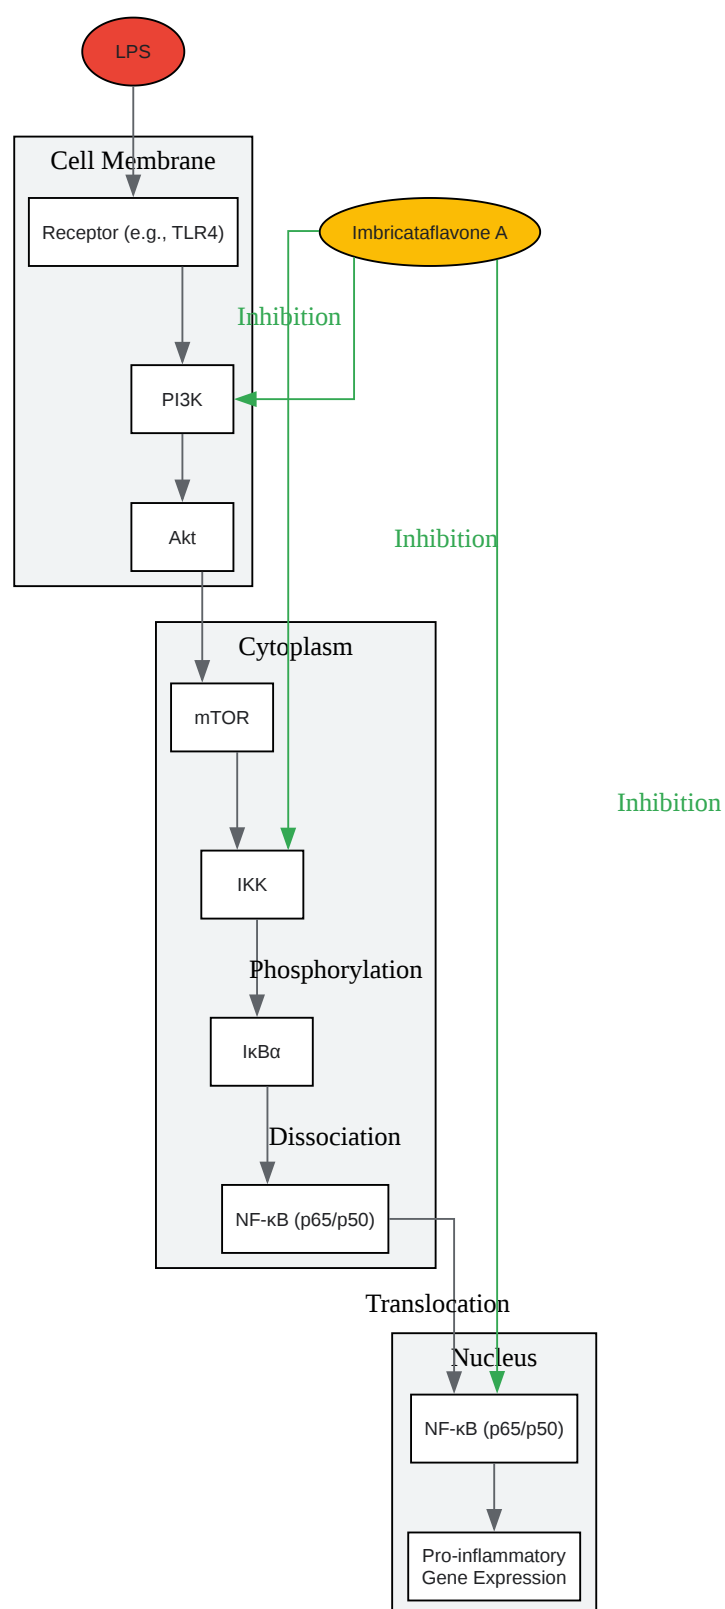 LPS
Cell Membrane
Receptor (e.g., TLR4)
Imbricataflavone A
Inhibition
PI3K
Akt
Inhibition
Cytoplasm
mTOR
Inhibition
IKK
Phosphorylation
IκBα
Dissociation
NF-κB (p65/p50)
Translocation
Nucleus
NF-κB (p65/p50)
Pro-inflammatory
Gene Expression